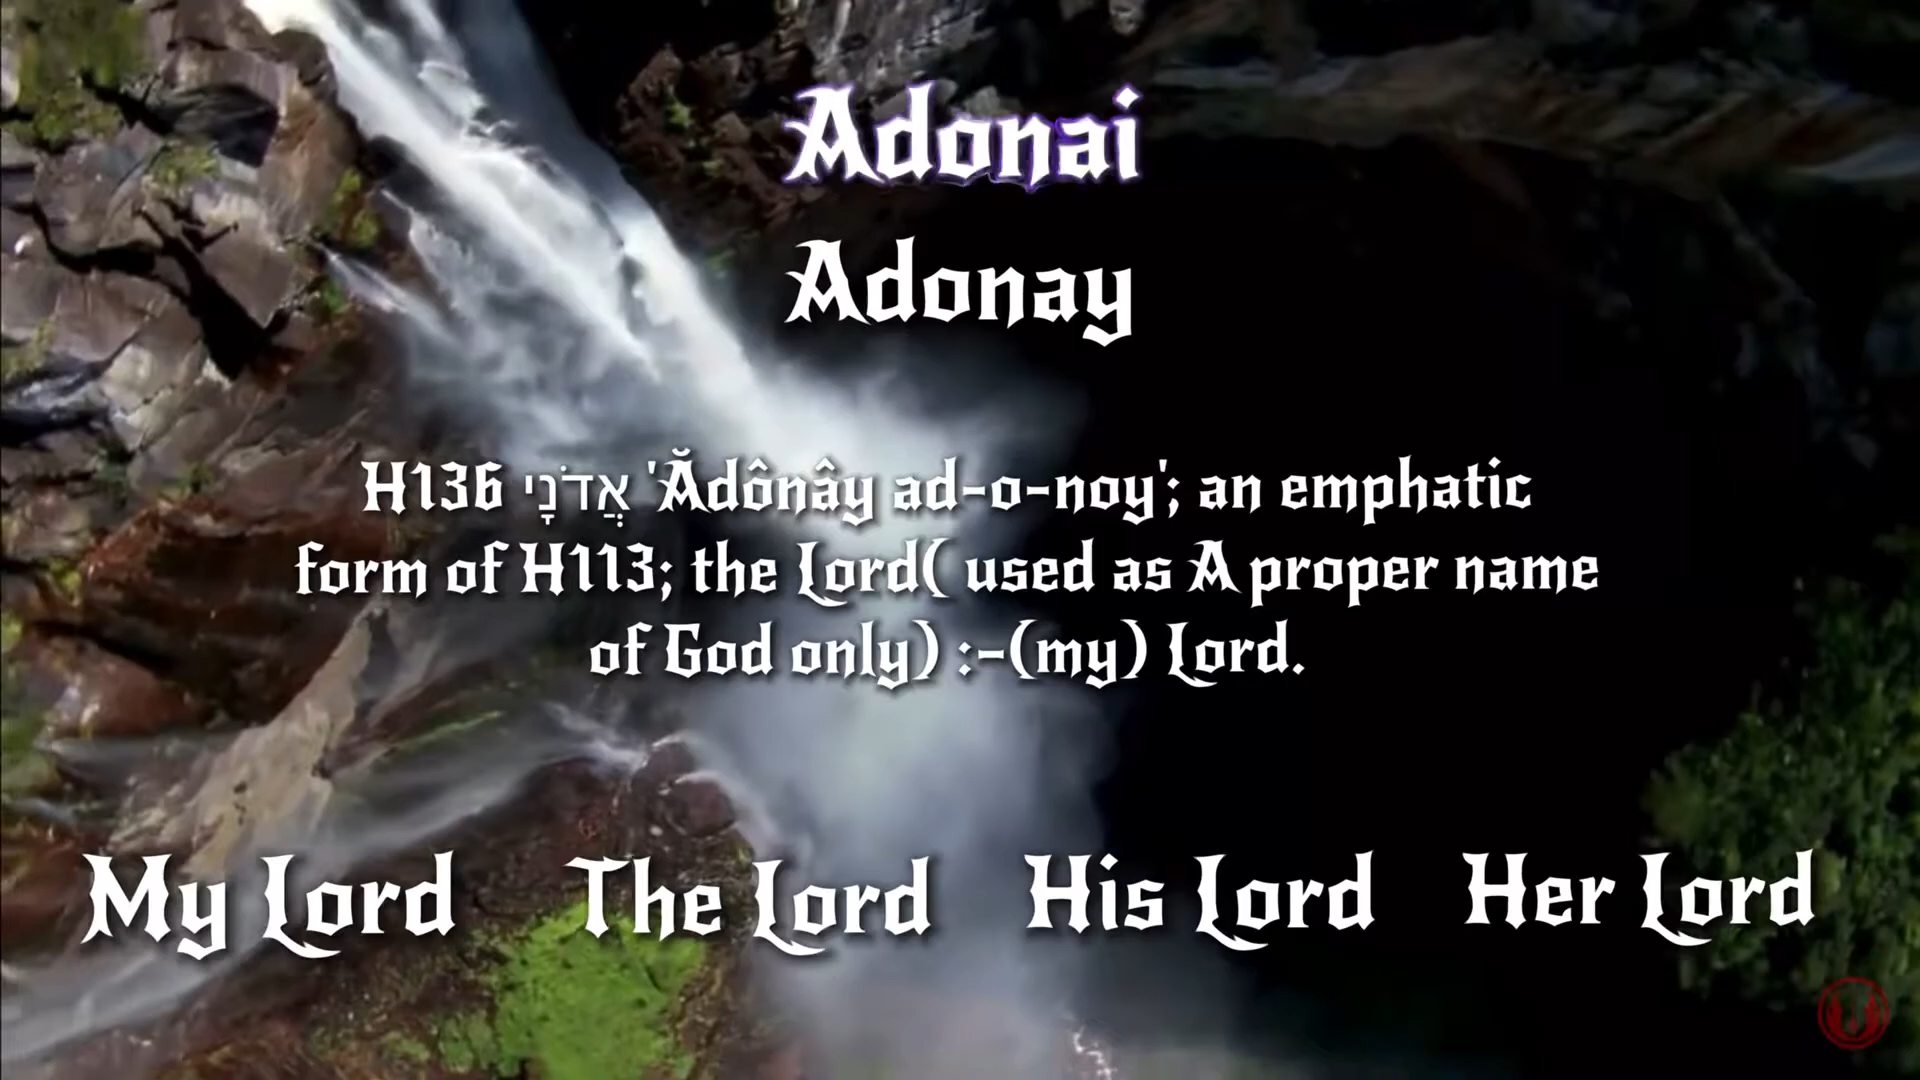 Adonai
Adonay
H136 אֲדֹנָי 'Ădônây ad-o-noy'; an emphatic
form of H113; the Lord( used as A proper name
of God only) :-(my) Lord.
My Lord The Lord His Lord Her Lord